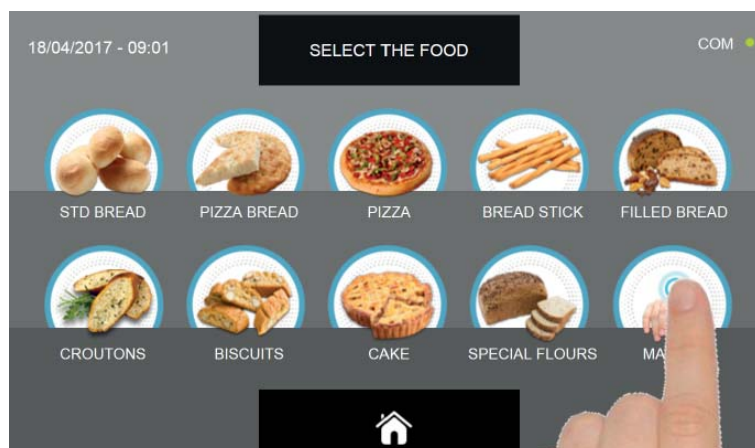 18/04/2017 - 09:01
SELECT THE FOOD
COM
STD BREAD
PIZZA BREAD
PIZZA
BREAD STICK
FILLED BREAD
CROUTONS
BISCUITS
CAKE
SPECIAL FLOURS